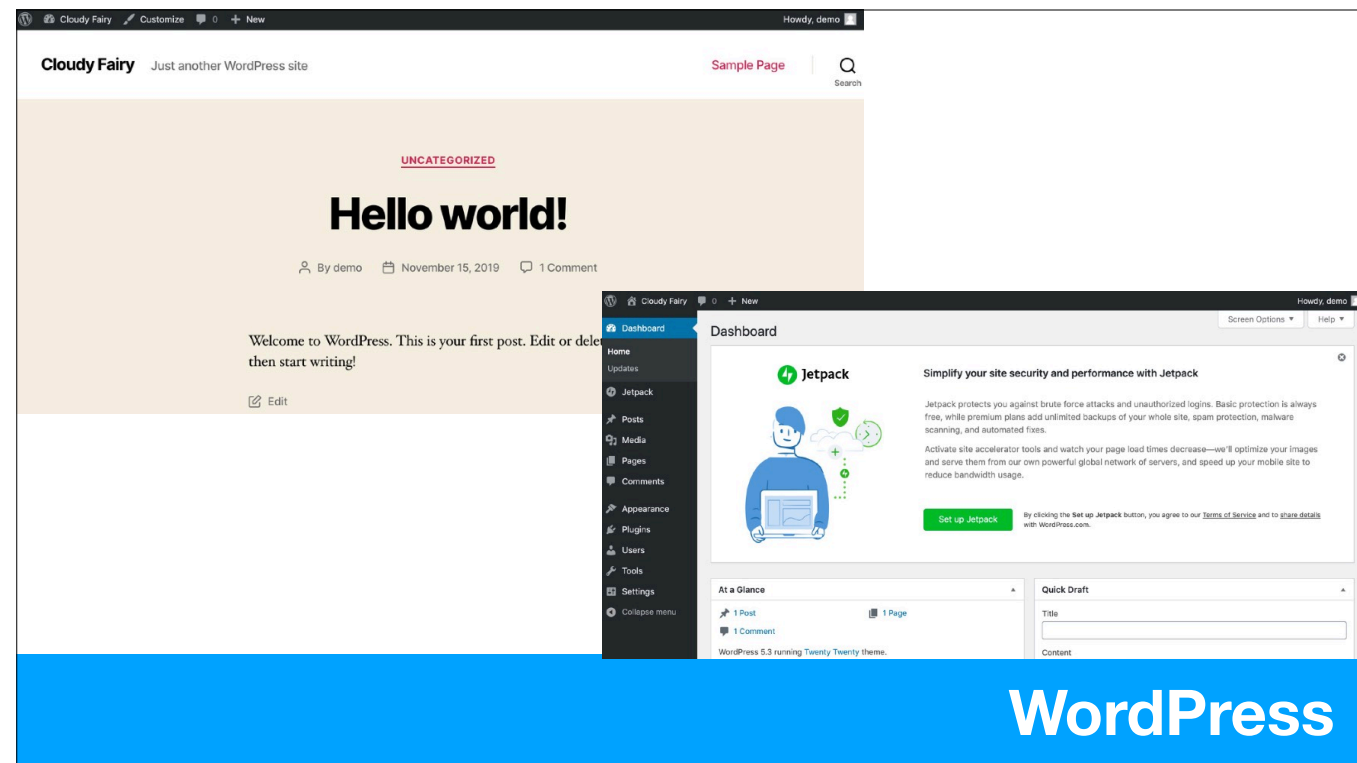 Cloudy Fairy Customize 0 + New Howdy, demo
Cloudy Fairy Just another WordPress site Sample Page
Search
UNCATEGORIZED
Hello world!
By demo November 15, 2019 1 Comment
Welcome to WordPress. This is your first post. Edit or
then start writing!
Edit
Cloudy Fairy 0 + New Howdy, demo
Screen Options ▼ Help ▼
Dashboard
Home
Updates
Jetpack
Posts
Media
Pages
Comments
Appearance
Plugins
Users
Tools
Settings
Collapse menu
Dashboard
Jetpack
Simplify your site security and performance with Jetpack
Jetpack protects you against brute force attacks and unauthorized logins. Basic protection is always
free, while premium plans add unlimited backups of your whole site, spam protection, malware
scanning, and automated fixes.
Activate site accelerator tools and watch your page load times decrease—we'll optimize your images
and serve them from our own powerful global network of servers, and speed up your mobile site to
reduce bandwidth usage.
Set up Jetpack
By clicking the Set up Jetpack button, you agree to our Terms of Service and to share details
with WordPress.com.
At a Glance
1 Post 1 Page
1 Comment
WordPress 5.3 running Twenty Twenty theme.
Quick Draft
Title
Content
WordPress